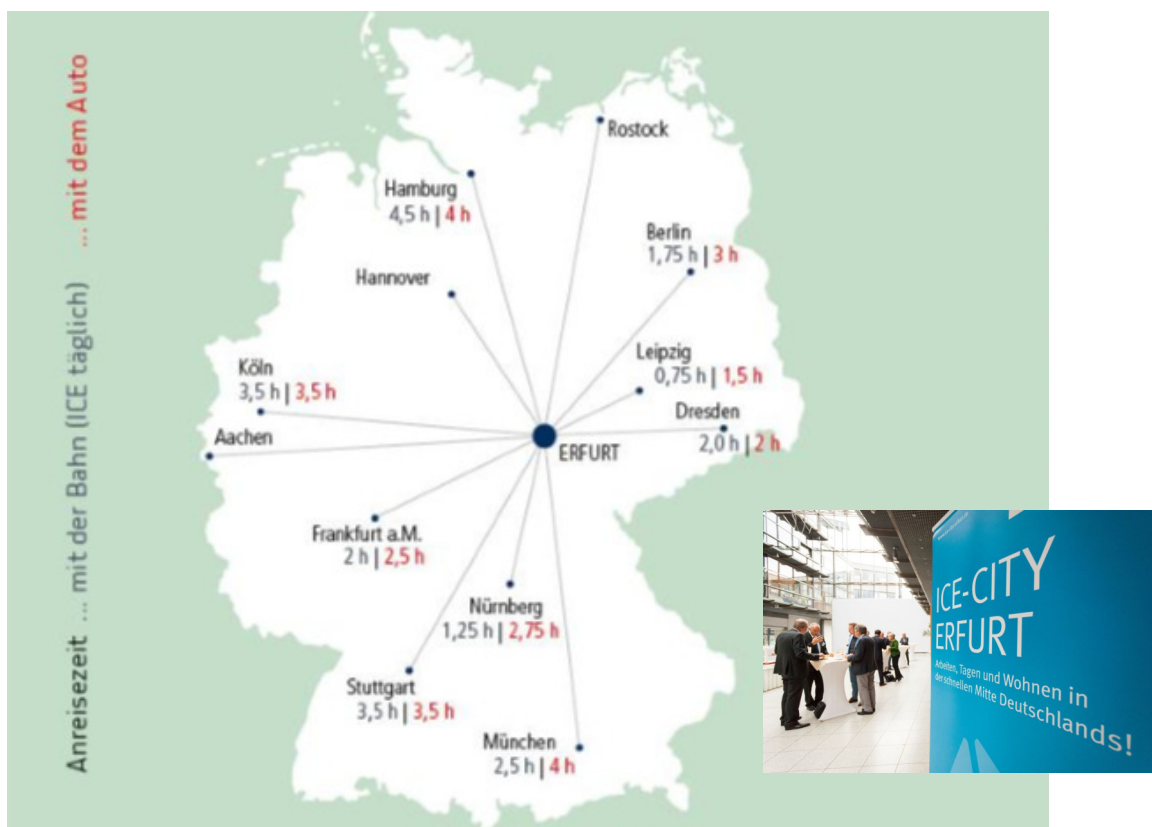 Anreisezeit ... mit der Bahn (ICE täglich) ... mit dem Auto
Rostock
Hamburg
4,5 h | 4 h
Berlin
1,75 h | 3 h
Hannover
Leipzig
0,75 h | 1,5 h
Köln
3,5 h | 3,5 h
Dresden
2,0 h | 2 h
Aachen
ERFURT
Frankfurt a.M.
2 h | 2,5 h
Nürnberg
1,25 h | 2,75 h
Stuttgart
3,5 h | 3,5 h
München
2,5 h | 4 h
ICE-CITY
ERFURT
Arbeiten, Tagen und Wohnen in
der schnellen Mitte Deutschlands!